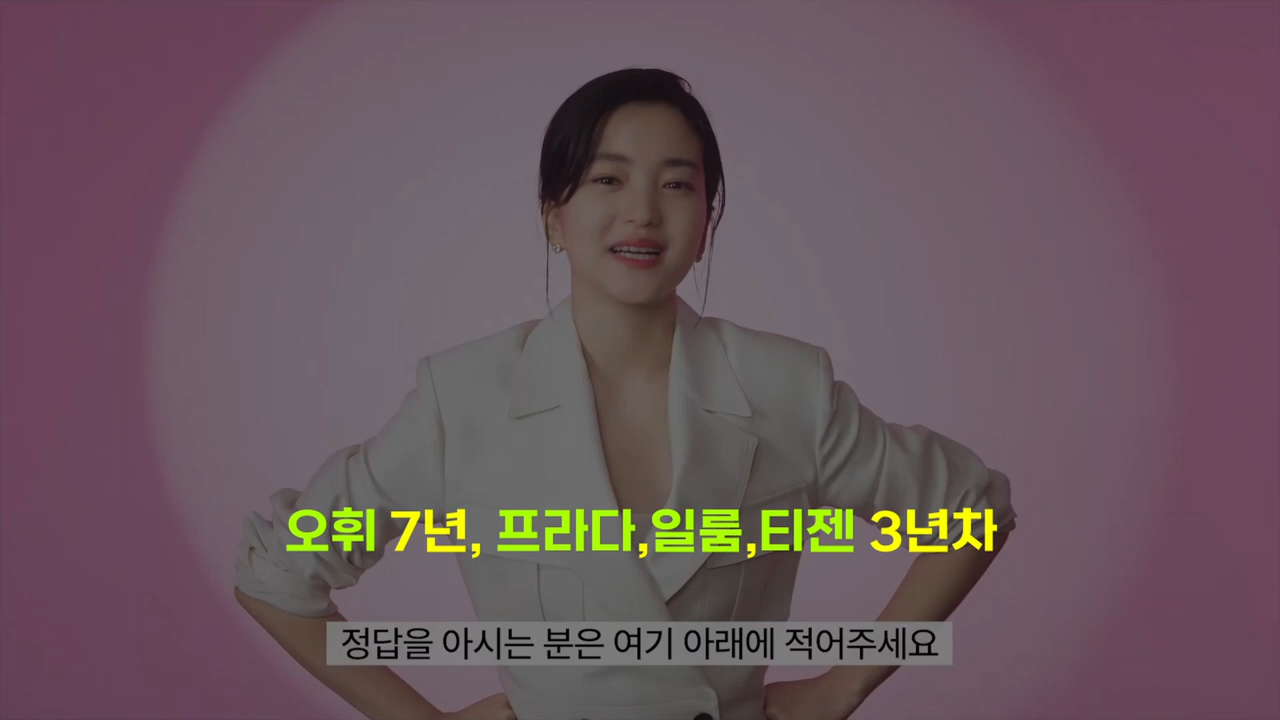 오휘 7년, 프라다,일룸,티젠 3년차
정답을 아시는 분은 여기 아래에 적어주세요